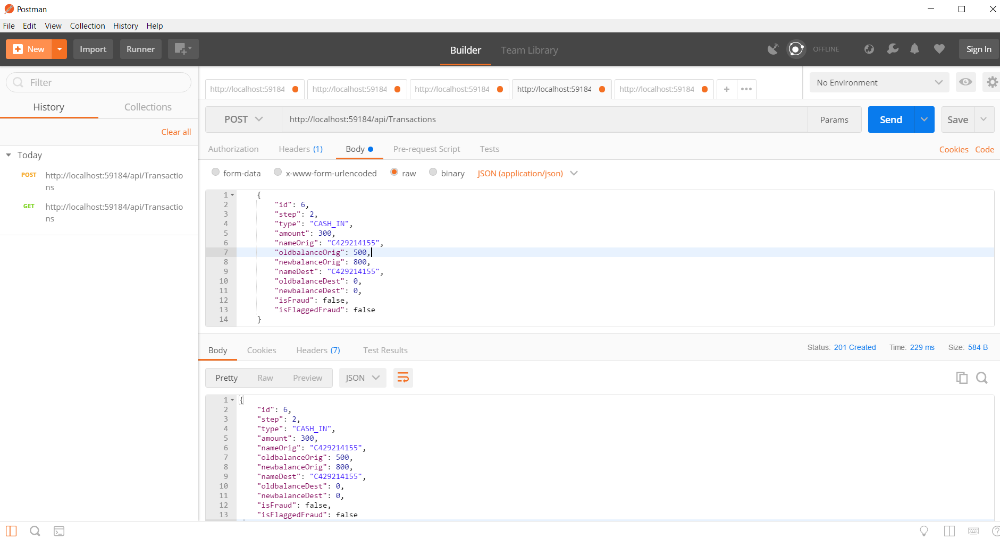 Postman
File Edit View Collection History Help
New Import Runner Builder Team Library OFFLINE Sign In
Filter
History Collections
Clear all
Today
POST http://localhost:59184/api/Transactio
ns
GET http://localhost:59184/api/Transactio
ns
http://localhost:59184 http://localhost:59184 http://localhost:59184 http://localhost:59184 http://localhost:59184 + •••
No Environment
POST http://localhost:59184/api/Transactions Params Send Save
Authorization Headers (1) Body Pre-request Script Tests Cookies Code
form-data x-www-form-urlencoded raw binary JSON (application/json)
1 {
2 "id": 6,
3 "step": 2,
4 "type": "CASH_IN",
5 "amount": 300,
6 "nameOrig": "C429214155",
7 "oldbalanceOrig": 500,
8 "newbalanceOrig": 800,
9 "nameDest": "C429214155",
10 "oldbalanceDest": 0,
11 "newbalanceDest": 0,
12 "isFraud": false,
13 "isFlaggedFraud": false
14 }
Body Cookies Headers (7) Test Results Status: 201 Created Time: 229 ms Size: 584 B
Pretty Raw Preview JSON
1 {
2 "id": 6,
3 "step": 2,
4 "type": "CASH_IN",
5 "amount": 300,
6 "nameOrig": "C429214155",
7 "oldbalanceOrig": 500,
8 "newbalanceOrig": 800,
9 "nameDest": "C429214155",
10 "oldbalanceDest": 0,
11 "newbalanceDest": 0,
12 "isFraud": false,
13 "isFlaggedFraud": false